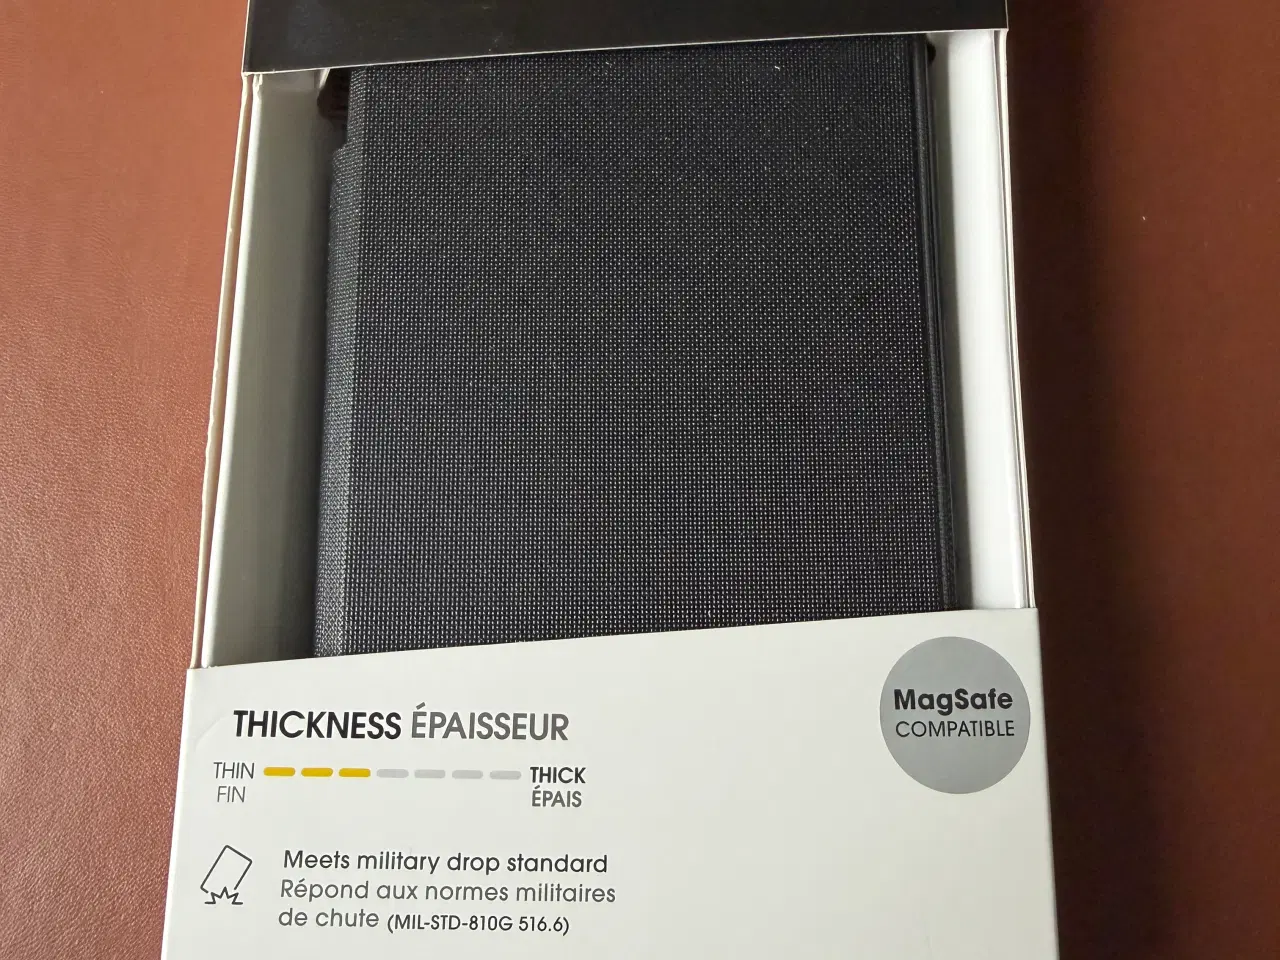 THICKNESS ÉPAISSEUR
THIN THICK
FIN ÉPAIS
MagSafe
COMPATIBLE
Meets military drop standard
Répond aux normes militaires
de chute (MIL-STD-810G 516.6)